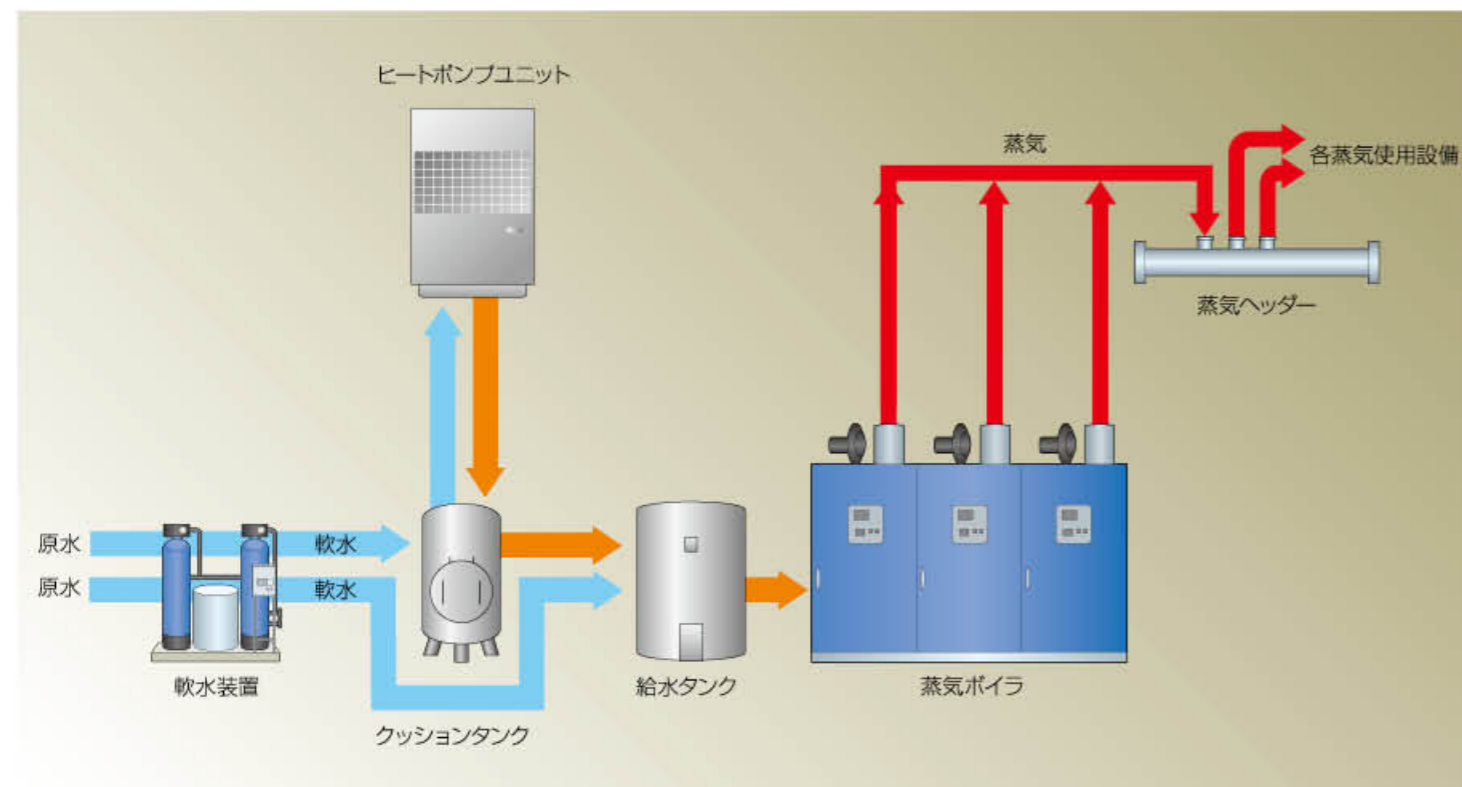 ヒートポンプユニット
蒸気
各蒸気使用設備
蒸気ヘッダー
原水
軟水
原水
軟水
軟水装置
クッションタンク
給水タンク
蒸気ボイラ